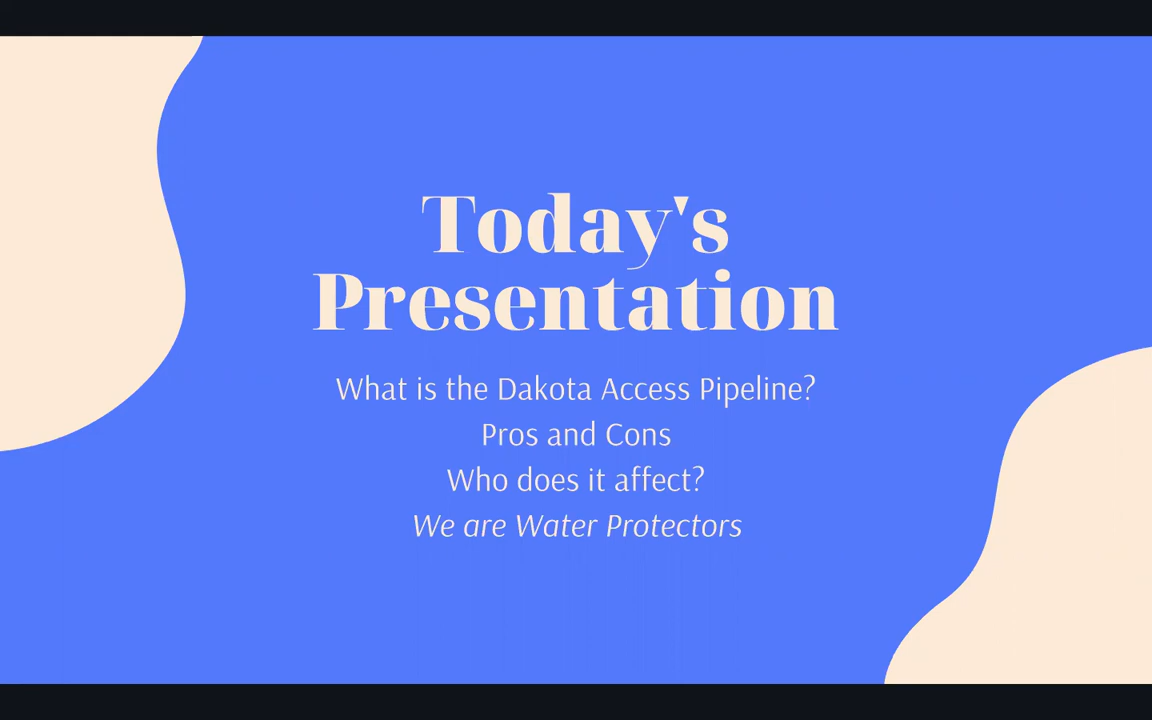 Today's
Presentation
What is the Dakota Access Pipeline?
Pros and Cons
Who does it affect?
We are Water Protectors